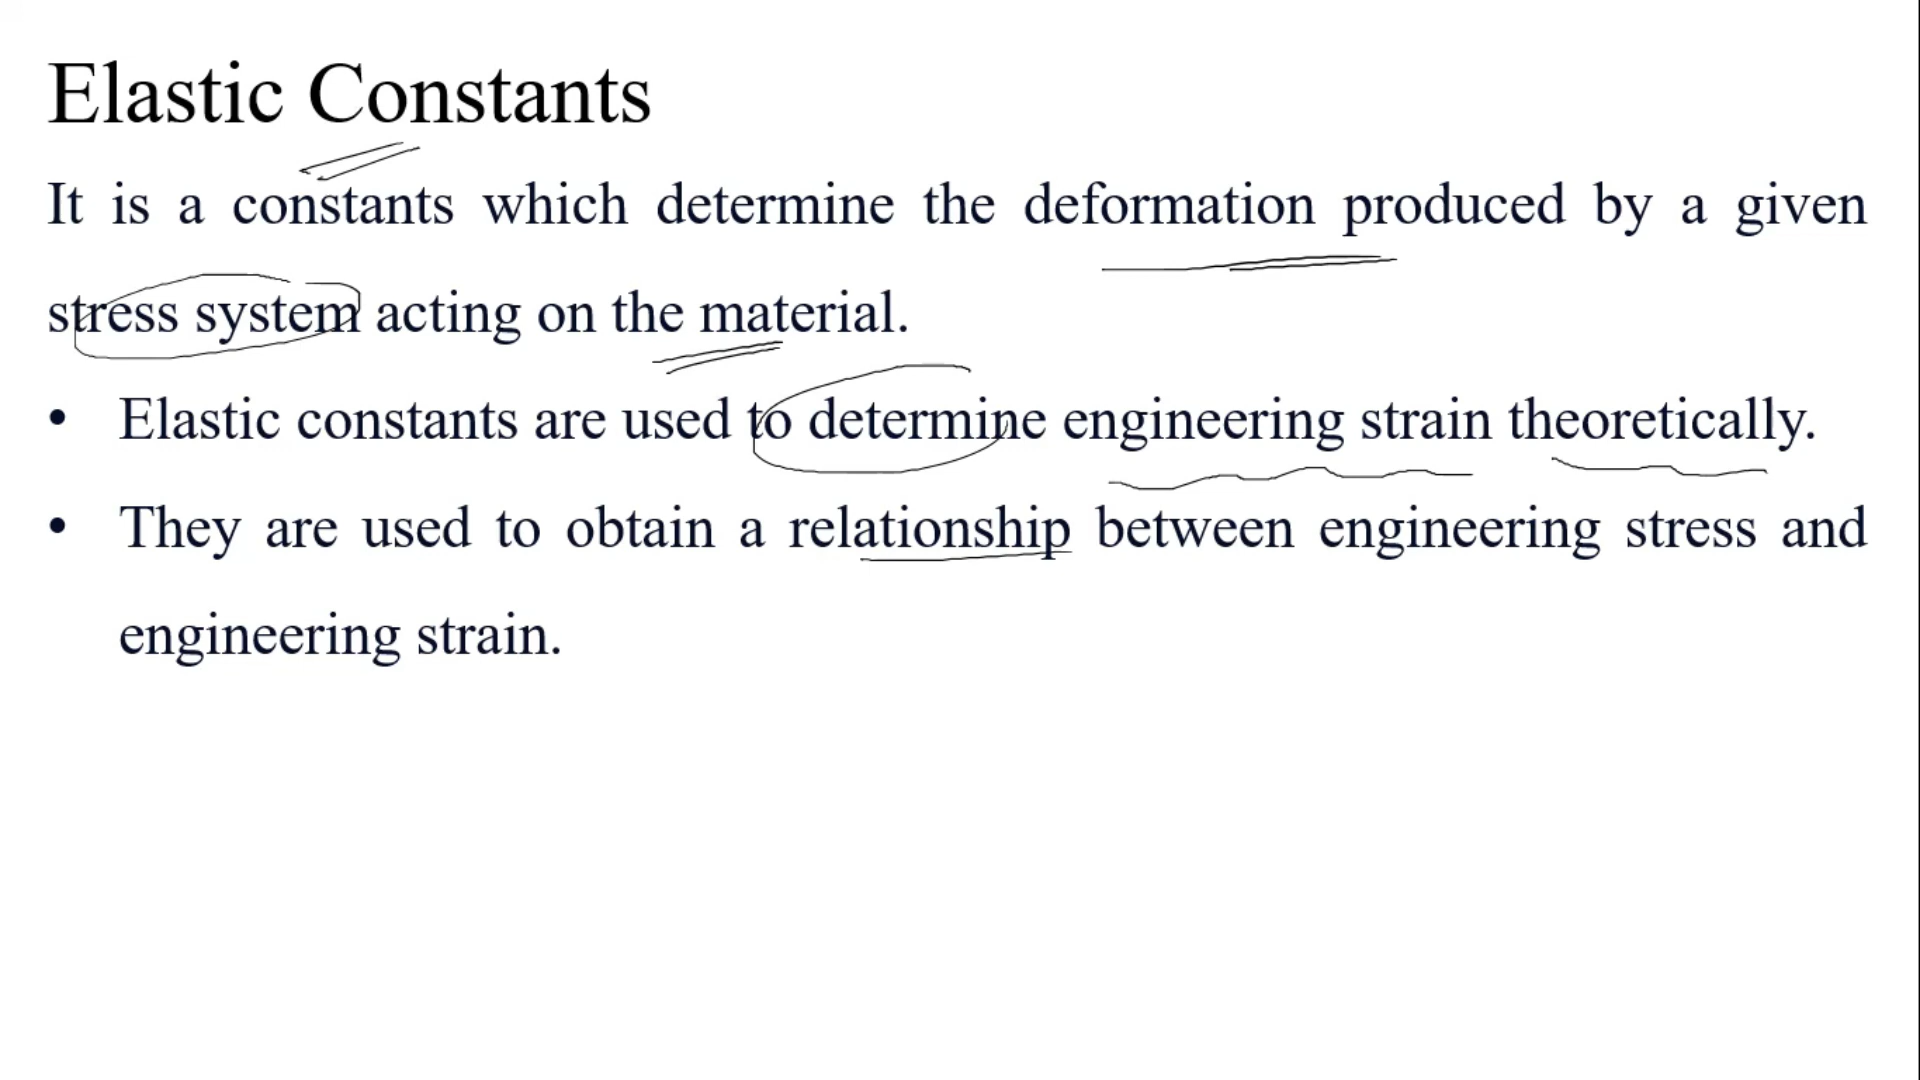 Elastic Constants
It is a constants which determine the deformation produced by a given
stress system acting on the material.
• Elastic constants are used to determine engineering strain theoretically.
• They are used to obtain a relationship between engineering stress and
engineering strain.